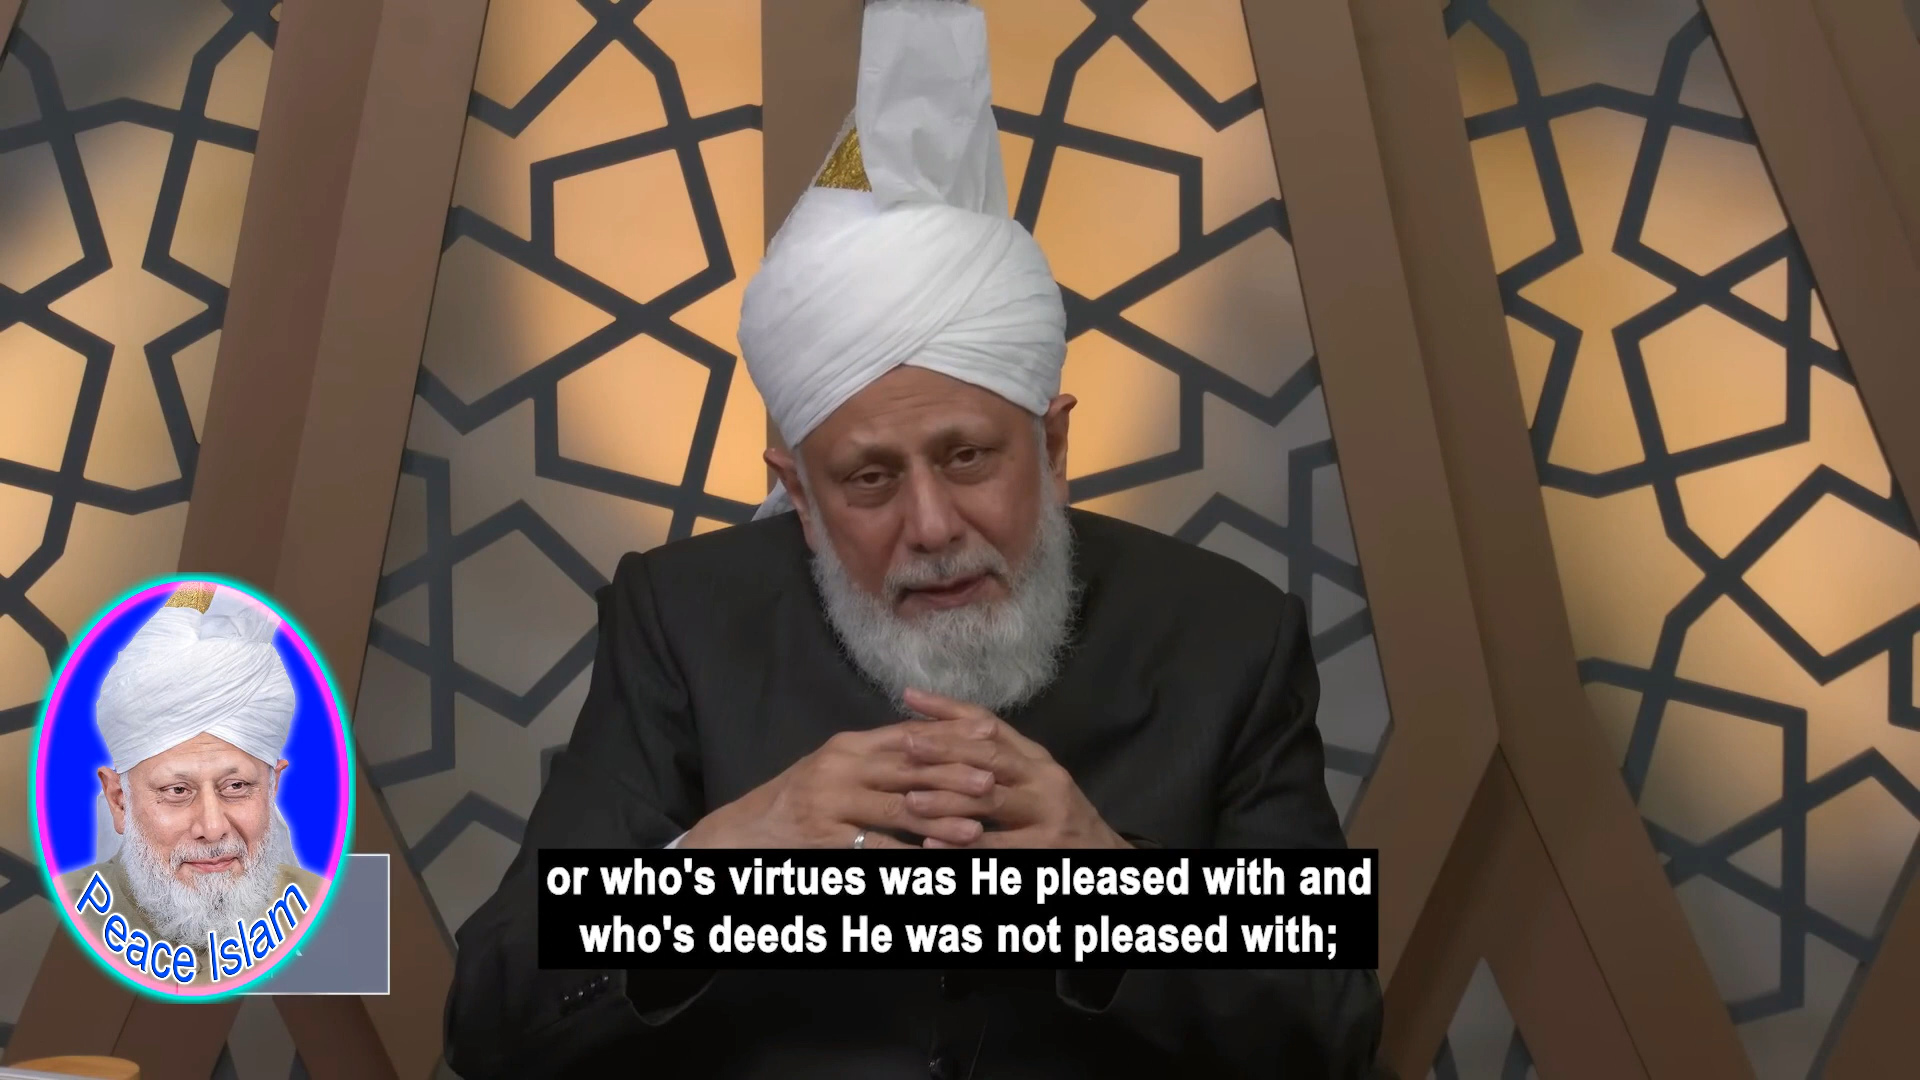 or who's virtues was He pleased with and
who's deeds He was not pleased with;
Peace Islam